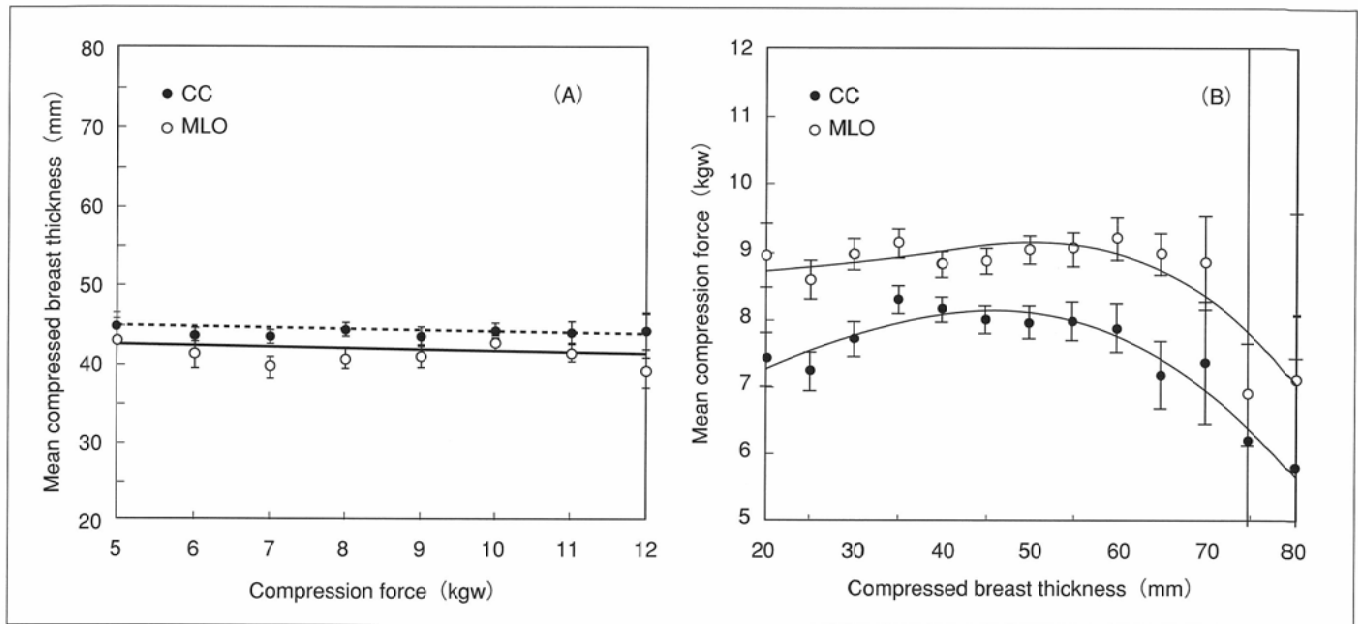 80
70
60
50
40
30
20
Mean compressed breast thickness (mm)
CC
MLO
(A)
5 6 7 8 9 10 11 12
Compression force (kgw)
12
11
10
9
8
7
6
5
Mean compression force (kgw)
CC
MLO
(B)
20 30 40 50 60 70 80
Compressed breast thickness (mm)